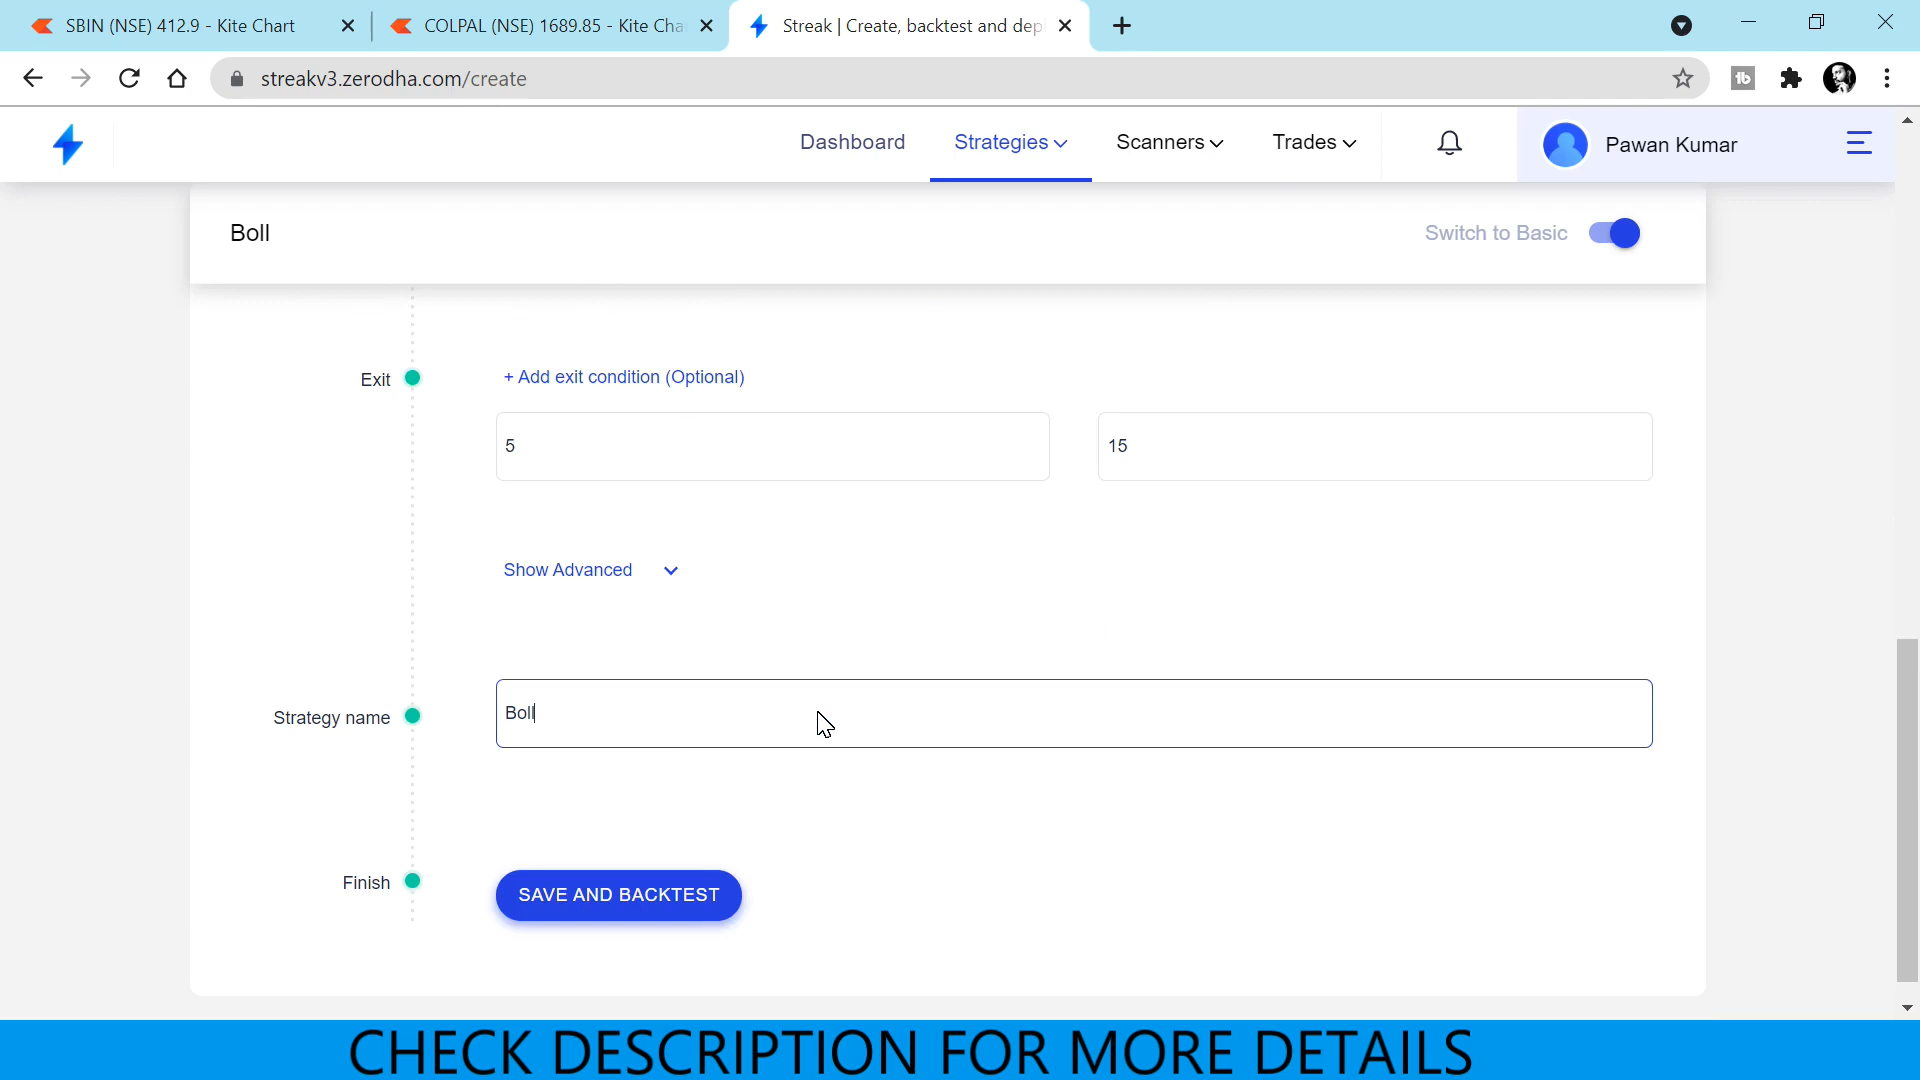 SBIN (NSE) 412.9 - Kite Chart
COLPAL (NSE) 1689.85 - Kite Cha
Streak | Create, backtest and dep
streakv3.zerodha.com/create
Dashboard
Strategies
Scanners
Trades
Pawan Kumar
Boll
Switch to Basic
Exit
+ Add exit condition (Optional)
5
15
Show Advanced
Strategy name
Boll
Finish
SAVE AND BACKTEST
CHECK DESCRIPTION FOR MORE DETAILS